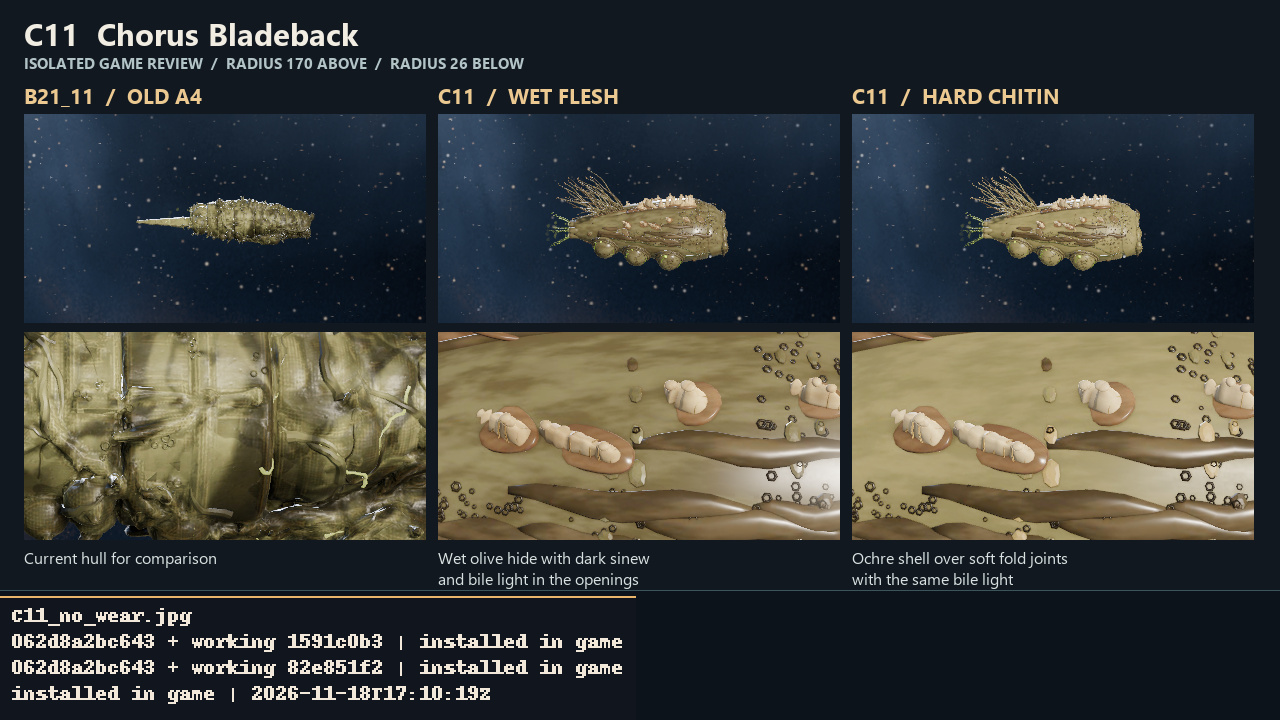 C11 Chorus Bladeback
ISOLATED GAME REVIEW / RADIUS 170 ABOVE / RADIUS 26 BELOW
B21_11 / OLD A4
C11 / WET FLESH
C11 / HARD CHITIN
Current hull for comparison
Wet olive hide with dark sinew
and bile light in the openings
Ochre shell over soft fold joints
with the same bile light
C11_no_wear.jpg
062d8a2bc643 + working 1591c0b3 | installed in game
062d8a2bc643 + working 82e851f2 | installed in game
installed in game | 2026-11-18T17:10:19Z